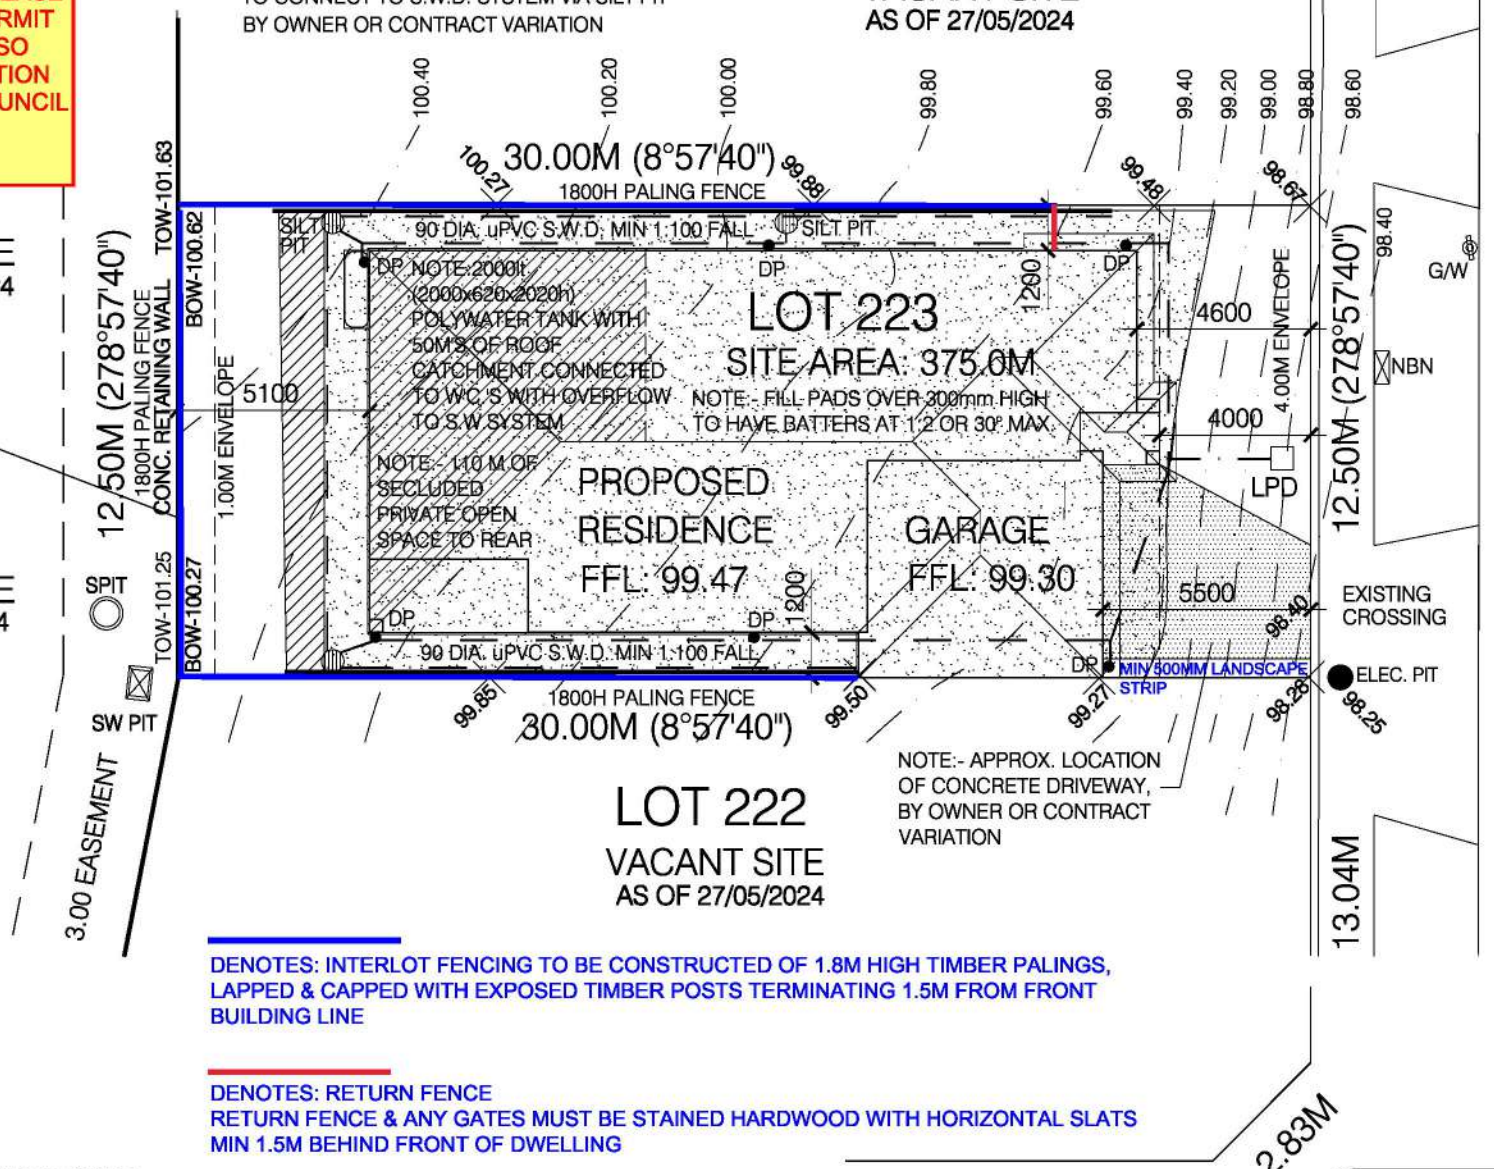 RMIT
SO
TION
UNCIL
BY OWNER OR CONTRACT VARIATION
AS OF 27/05/2024
100.40
100.20
100.00
99.80
99.60
99.40
99.20
99.00
98.80
98.60
30.00M (8°57'40")
100.27
99.88
99.48
98.67
1800H PALING FENCE
TOW-101.63
BOW-100.62
SILT
PIT
90 DIA. uPVC S.W.D. MIN 1:100 FALL
SILT PIT
DP
DP
DP
NOTE:2000lt
(2000x620x2020h)
POLYWATER TANK WITH
50M'S OF ROOF
CATCHMENT CONNECTED
TO WC,'S WITH OVERFLOW
TO S.W SYSTEM
LOT 223
SITE AREA: 375.0M
NOTE:- FILL PADS OVER 300mm HIGH
TO HAVE BATTERS AT 1:2 OR 30° MAX.
1200
4600
4.00M ENVELOPE
4000
12.50M (278°57'40")
98.40
G/W
NBN
LPD
12.50M (278°57'40")
1800H PALING FENCE
CONC. RETAINING WALL
1.00M ENVELOPE
5100
NOTE:- 110 M OF
SECLUDED
PRIVATE OPEN
SPACE TO REAR
PROPOSED
RESIDENCE
FFL: 99.47
GARAGE
FFL: 99.30
1200
5500
98.40
EXISTING
CROSSING
SPIT
TOW-101.25
BOW-100.27
DP
DP
DP
90 DIA. uPVC S.W.D. MIN 1:100 FALL
MIN 500MM LANDSCAPE
STRIP
ELEC. PIT
98.25
SW PIT
99.85
1800H PALING FENCE
30.00M (8°57'40")
99.50
99.27
98.28
3.00 EASEMENT
NOTE:- APPROX. LOCATION
OF CONCRETE DRIVEWAY,
BY OWNER OR CONTRACT
VARIATION
LOT 222
VACANT SITE
AS OF 27/05/2024
13.04M
DENOTES: INTERLOT FENCING TO BE CONSTRUCTED OF 1.8M HIGH TIMBER PALINGS,
LAPPED & CAPPED WITH EXPOSED TIMBER POSTS TERMINATING 1.5M FROM FRONT
BUILDING LINE
DENOTES: RETURN FENCE
RETURN FENCE & ANY GATES MUST BE STAINED HARDWOOD WITH HORIZONTAL SLATS
MIN 1.5M BEHIND FRONT OF DWELLING
2.83M